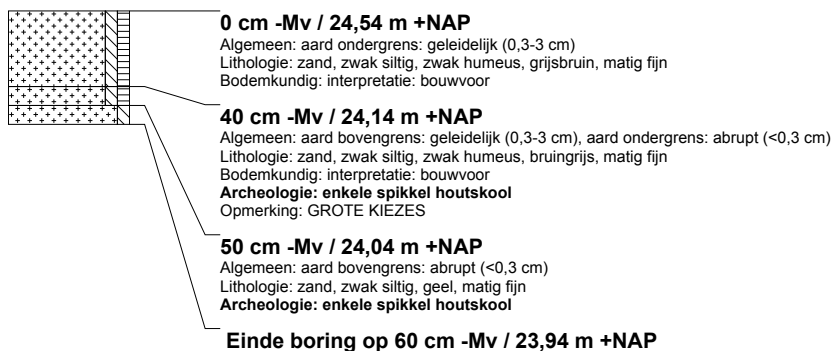 0 cm -Mv / 24,54 m +NAP
Algemeen: aard ondergrens: geleidelijk (0,3-3 cm)
Lithologie: zand, zwak siltig, zwak humeus, grijsbruin, matig fijn
Bodemkundig: interpretatie: bouwvoor
40 cm -Mv / 24,14 m +NAP
Algemeen: aard bovengrens: geleidelijk (0,3-3 cm), aard ondergrens: abrupt (<0,3 cm)
Lithologie: zand, zwak siltig, zwak humeus, bruingrijs, matig fijn
Bodemkundig: interpretatie: bouwvoor
Archeologie: enkele spikkel houtskool
Opmerking: GROTE KIEZES
50 cm -Mv / 24,04 m +NAP
Algemeen: aard bovengrens: abrupt (<0,3 cm)
Lithologie: zand, zwak siltig, geel, matig fijn
Archeologie: enkele spikkel houtskool
Einde boring op 60 cm -Mv / 23,94 m +NAP